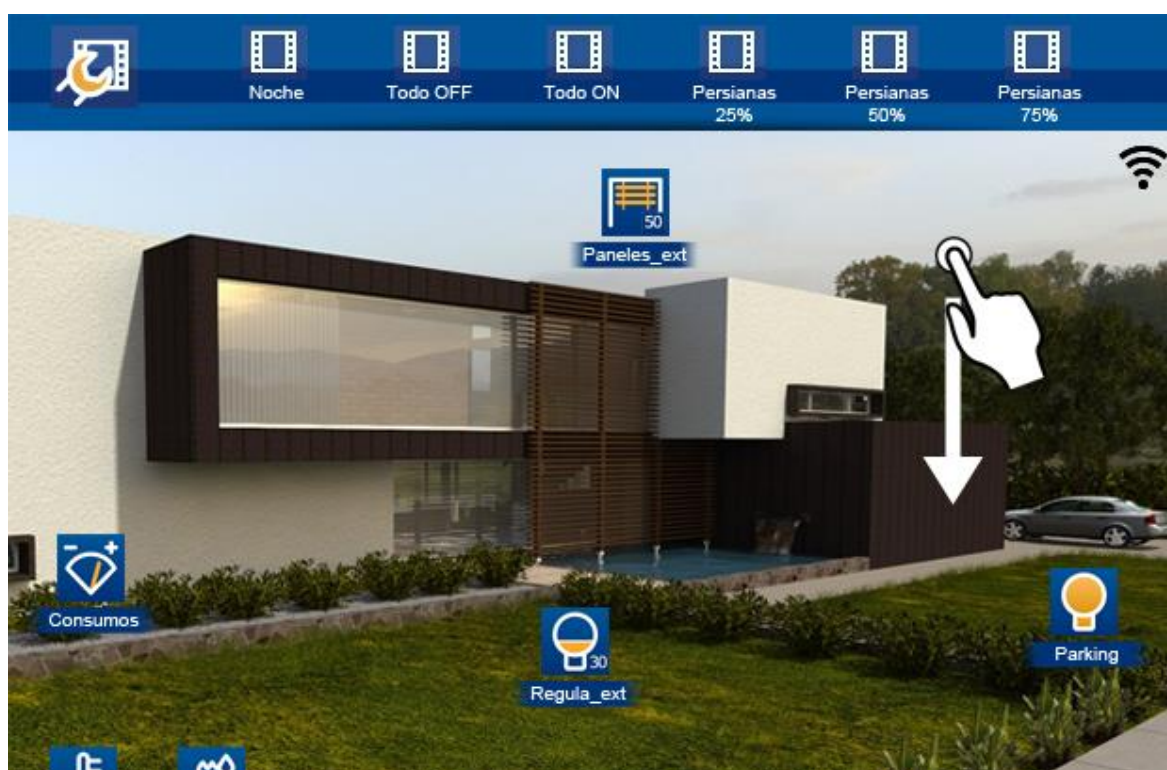 Noche
Todo OFF
Todo ON
Persianas
25%
Persianas
50%
Persianas
75%
50
Paneles_ext
Consumos
30
Regula_ext
Parking